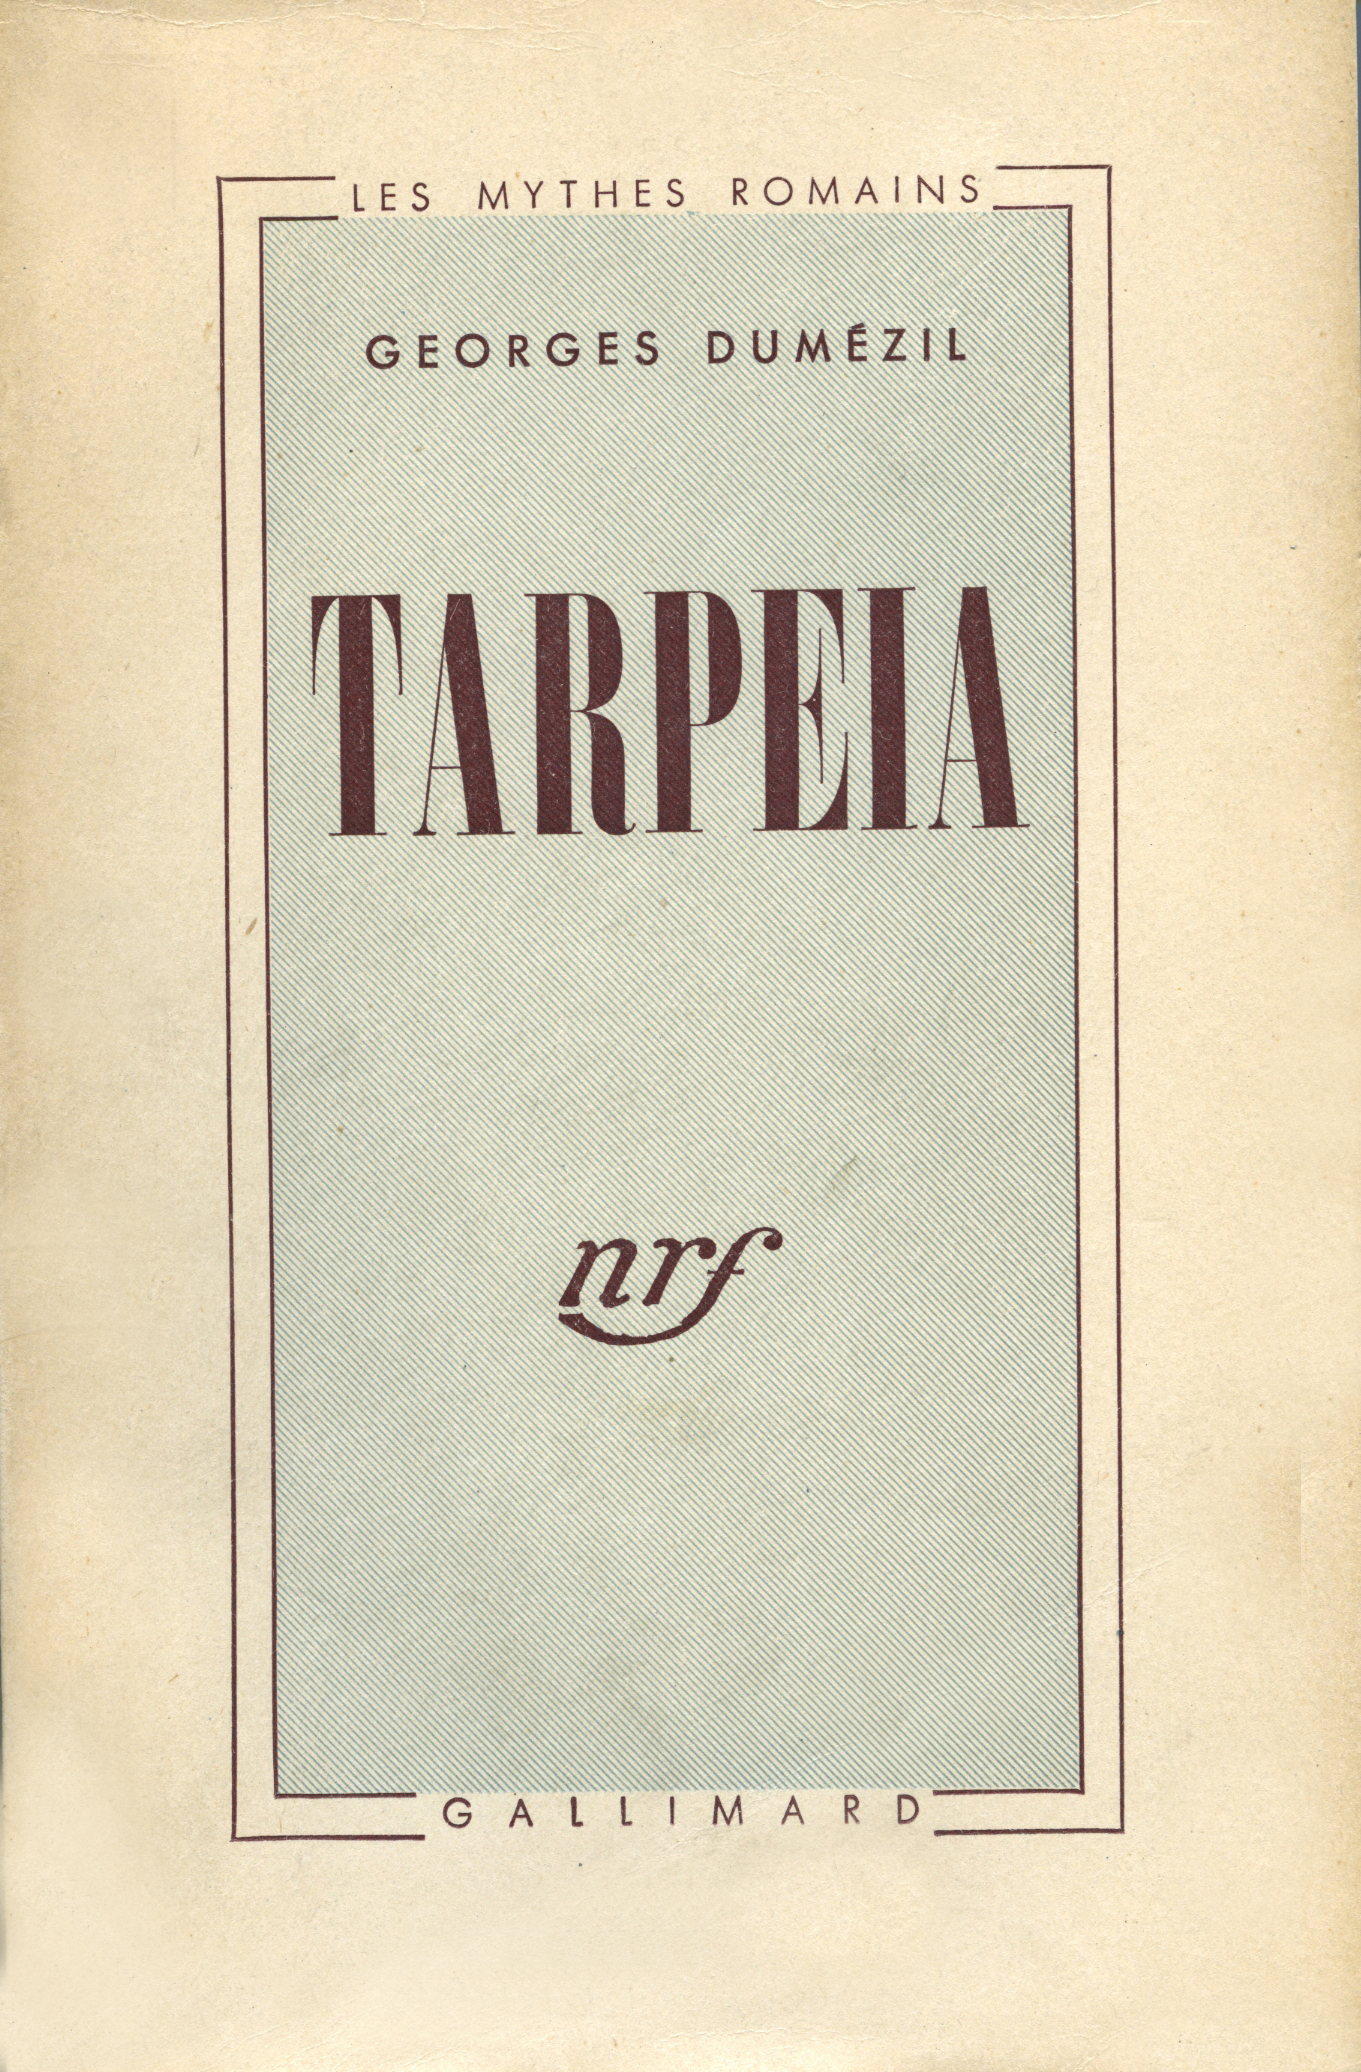 LES MYTHES ROMAINS
GEORGES DUMÉZIL
TARPEIA
nrf
GALLIMARD